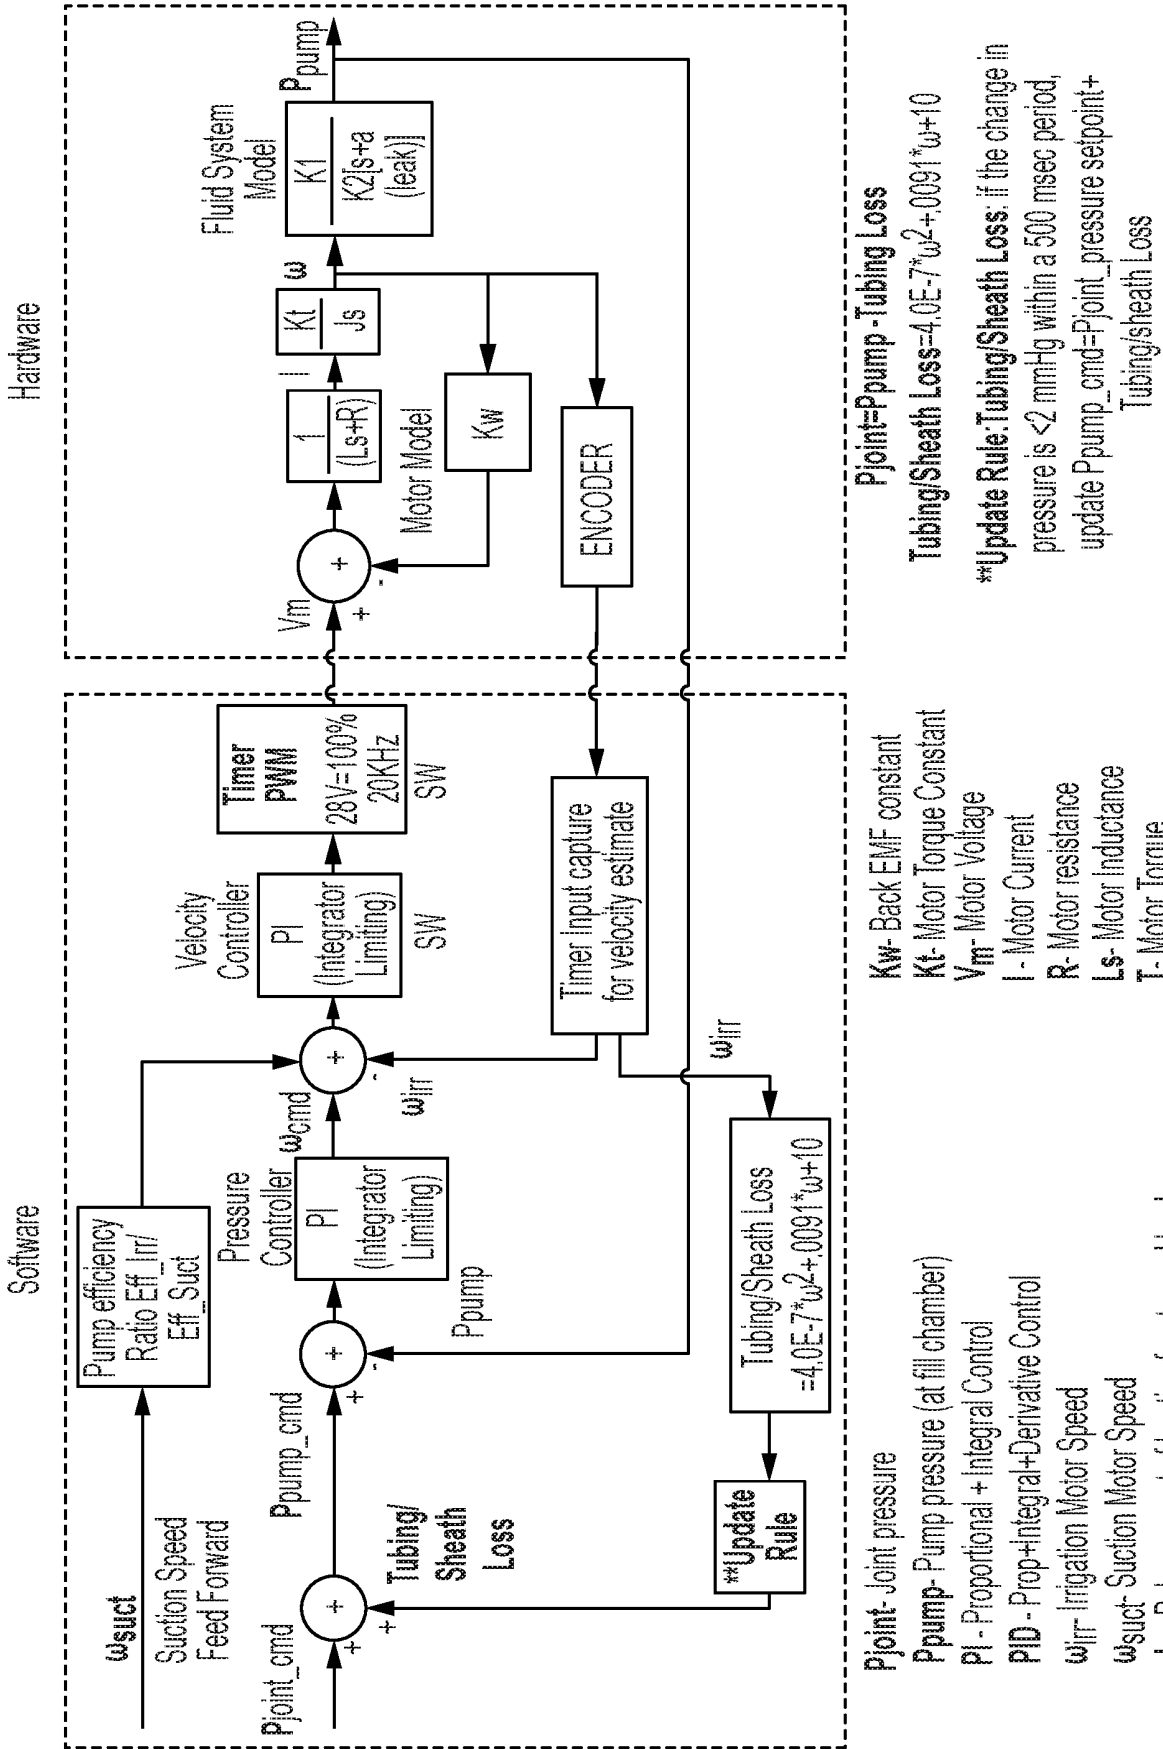 Software
Hardware
ωsuct
Suction Speed
Feed Forward
Pump efficiency
Ratio Eff_Irr/
Eff_Suct
Pjoint_cmd
+
+
+
Tubing/
Sheath
Loss
Ppump_cmd
+
+
-
Ppump
Pressure
Controller
PI
(Integrator
Limiting)
ωcmd
+
-
ωirr
Velocity
Controller
PI
(Integrator
Limiting)
SW
Timer
PWM
28V=100%
20KHz
SW
Vm
+
+
-
1
(Ls+R)
I
Kt
Js
ω
Fluid System
Model
K1
K2[s+a
(leak)]
Ppump
Motor Model
Kw
ENCODER
Timer input capture
for velocity estimate
ωirr
Tubing/Sheath Loss
=4.0E-7*ω2+.0091*ω+10
**Update
Rule
Pjoint- Joint pressure
Ppump- Pump pressure (at fill chamber)
PI - Proportional + Integral Control
PID - Prop+Integral+Derivative Control
ωirr- Irrigation Motor Speed
ωsuct- Suction Motor Speed
Kw- Back EMF constant
Kt- Motor Torque Constant
Vm- Motor Voltage
I- Motor Current
R- Motor resistance
Ls- Motor Inductance
T- Motor Torque
Pjoint=Ppump-Tubing Loss
Tubing/Sheath Loss=4.0E-7*ω2+.0091*ω+10
**Update Rule:Tubing/Sheath Loss: if the change in
pressure is <2 mmHg within a 500 msec period,
update Ppump_cmd=Pjoint_pressure setpoint+
Tubing/sheath Loss